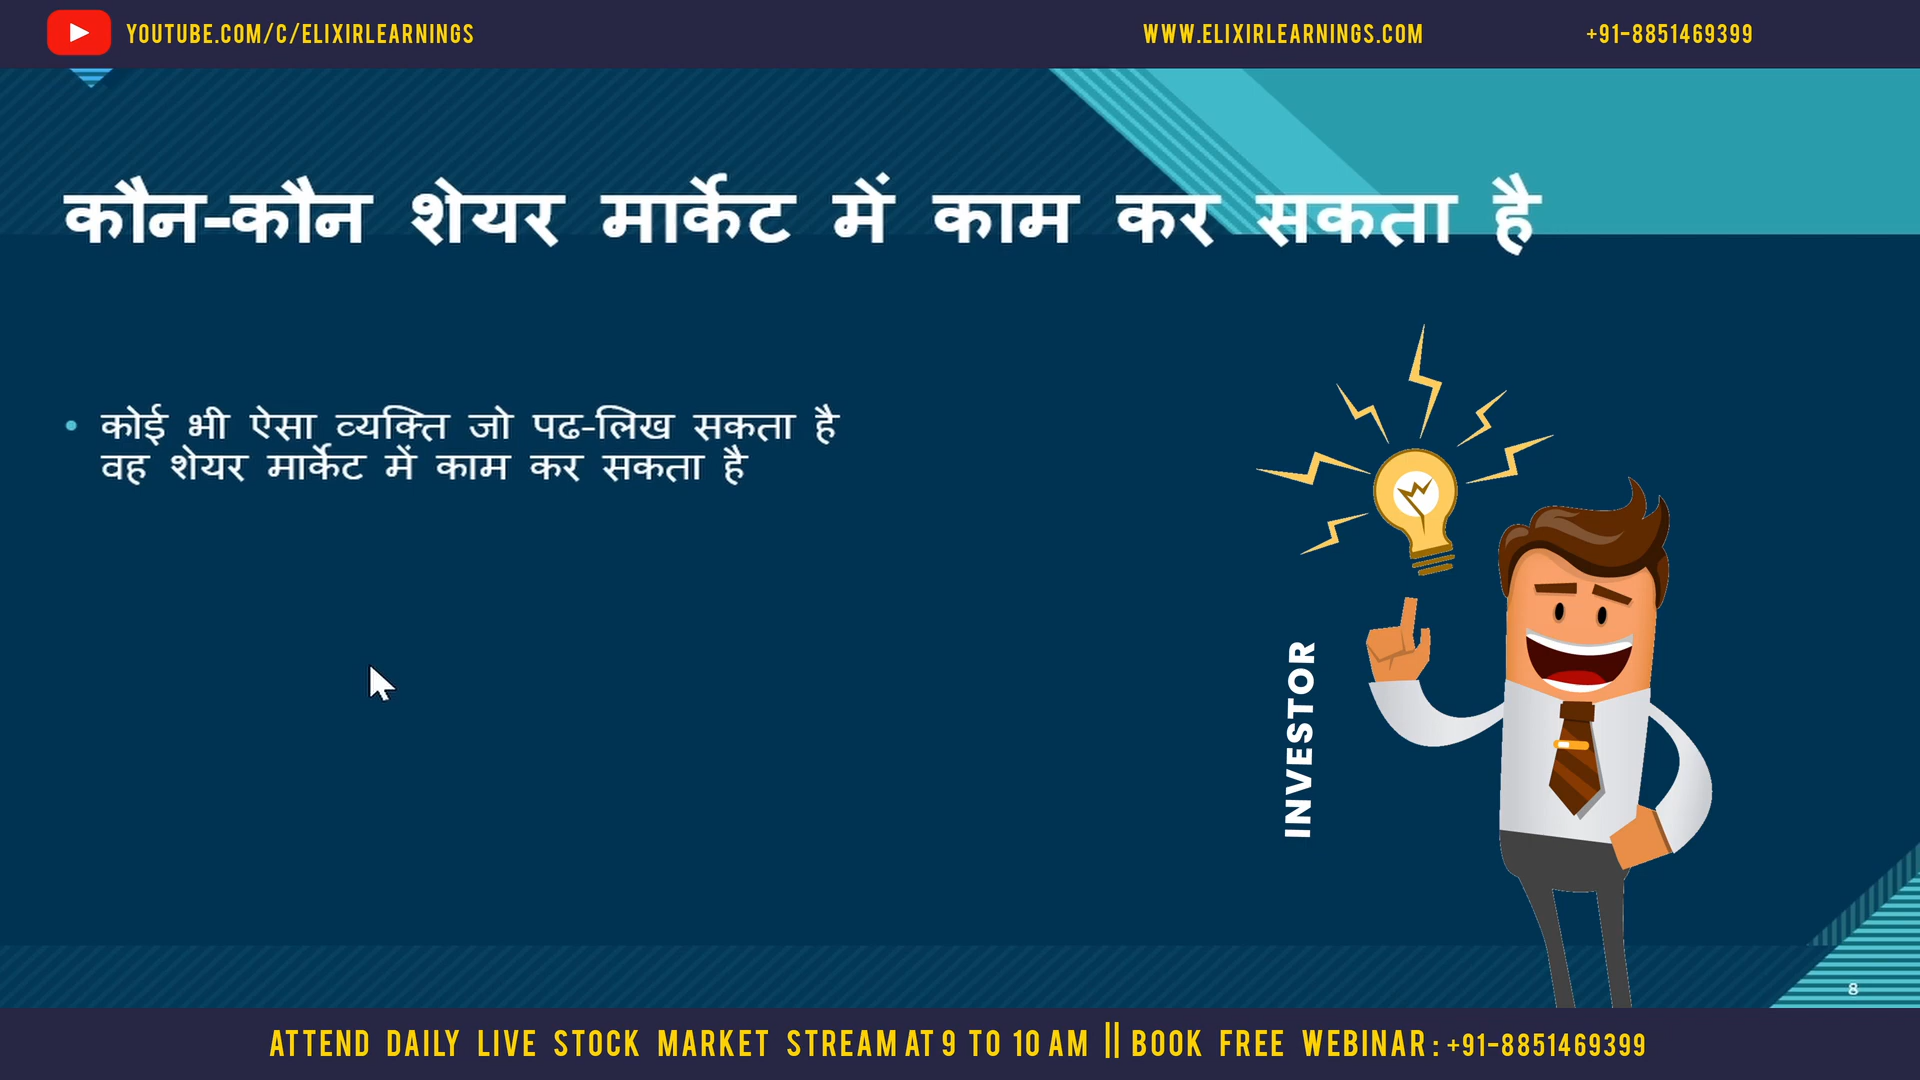 YOUTUBE.COM/C/ELIXIRLEARNINGS
WWW.ELIXIRLEARNINGS.COM
+91-8851469399
कौन-कौन शेयर मार्केट में काम कर सकता है
• कोई भी ऐसा व्यक्ति जो पढ-लिख सकता है
वह शेयर मार्केट में काम कर सकता है
INVESTOR
8
ATTEND DAILY LIVE STOCK MARKET STREAM AT 9 TO 10 AM || BOOK FREE WEBINAR : +91-8851469399